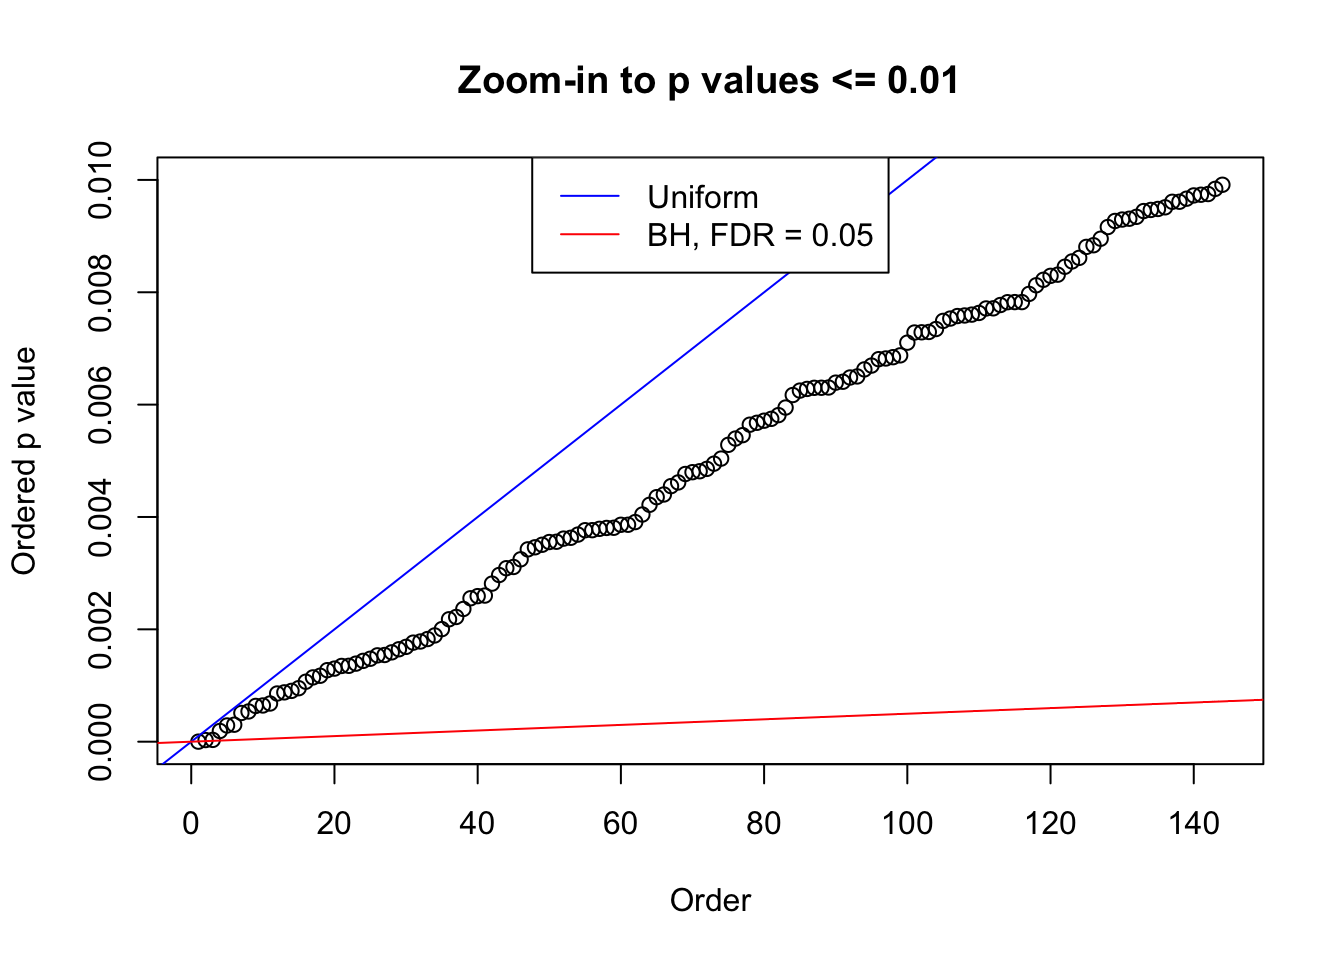 Zoom-in to p values <= 0.01
Uniform
BH, FDR = 0.05
Ordered p value
0.010
0.008
0.006
0.004
0.002
0.000
0 20 40 60 80 100 120 140
Order